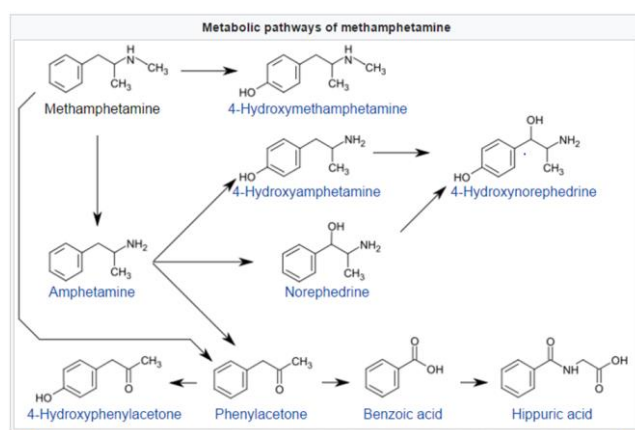 Metabolic pathways of methamphetamine
H
N
CH3
CH3
Methamphetamine
H
N
CH3
CH3
HO
4-Hydroxymethamphetamine
NH2
CH3
HO
4-Hydroxyamphetamine
OH
NH2
CH3
HO
4-Hydroxynorephedrine
NH2
CH3
Amphetamine
OH
NH2
CH3
Norephedrine
CH3
O
HO
4-Hydroxyphenylacetone
CH3
O
Phenylacetone
O
OH
Benzoic acid
O
NH
OH
O
Hippuric acid